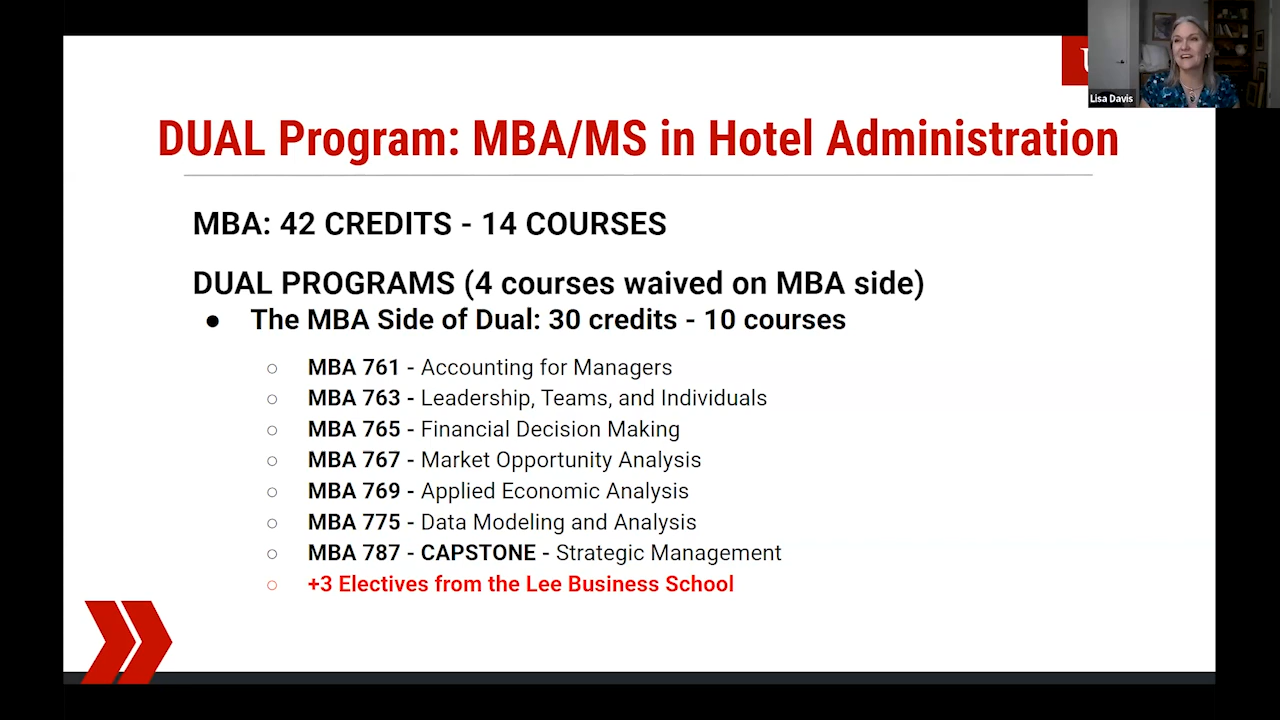 U
Lisa Davis
DUAL Program: MBA/MS in Hotel Administration
MBA: 42 CREDITS - 14 COURSES
DUAL PROGRAMS (4 courses waived on MBA side)
● The MBA Side of Dual: 30 credits - 10 courses
○ MBA 761 - Accounting for Managers
○ MBA 763 - Leadership, Teams, and Individuals
○ MBA 765 - Financial Decision Making
○ MBA 767 - Market Opportunity Analysis
○ MBA 769 - Applied Economic Analysis
○ MBA 775 - Data Modeling and Analysis
○ MBA 787 - CAPSTONE - Strategic Management
○ +3 Electives from the Lee Business School